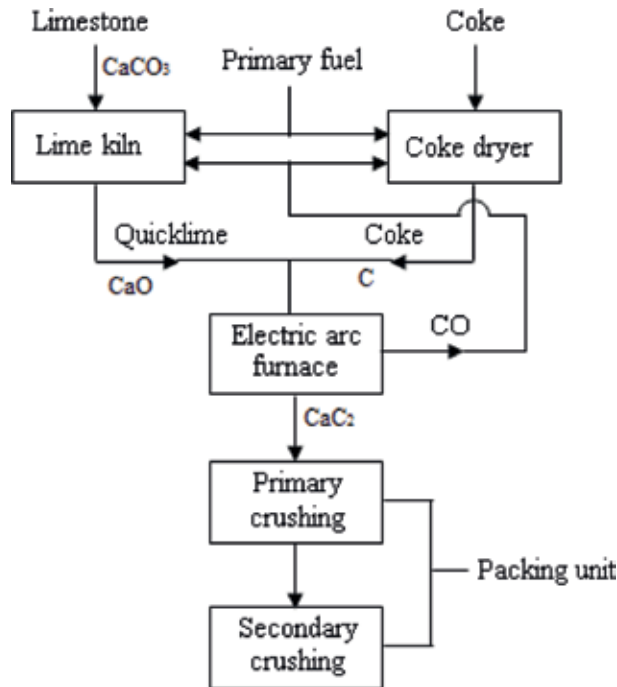 Limestone
Coke
CaCO₃
Primary fuel
Lime kiln
Coke dryer
Quicklime
Coke
CaO
C
Electric arc
furnace
CO
CaC₂
Primary
crushing
Packing unit
Secondary
crushing